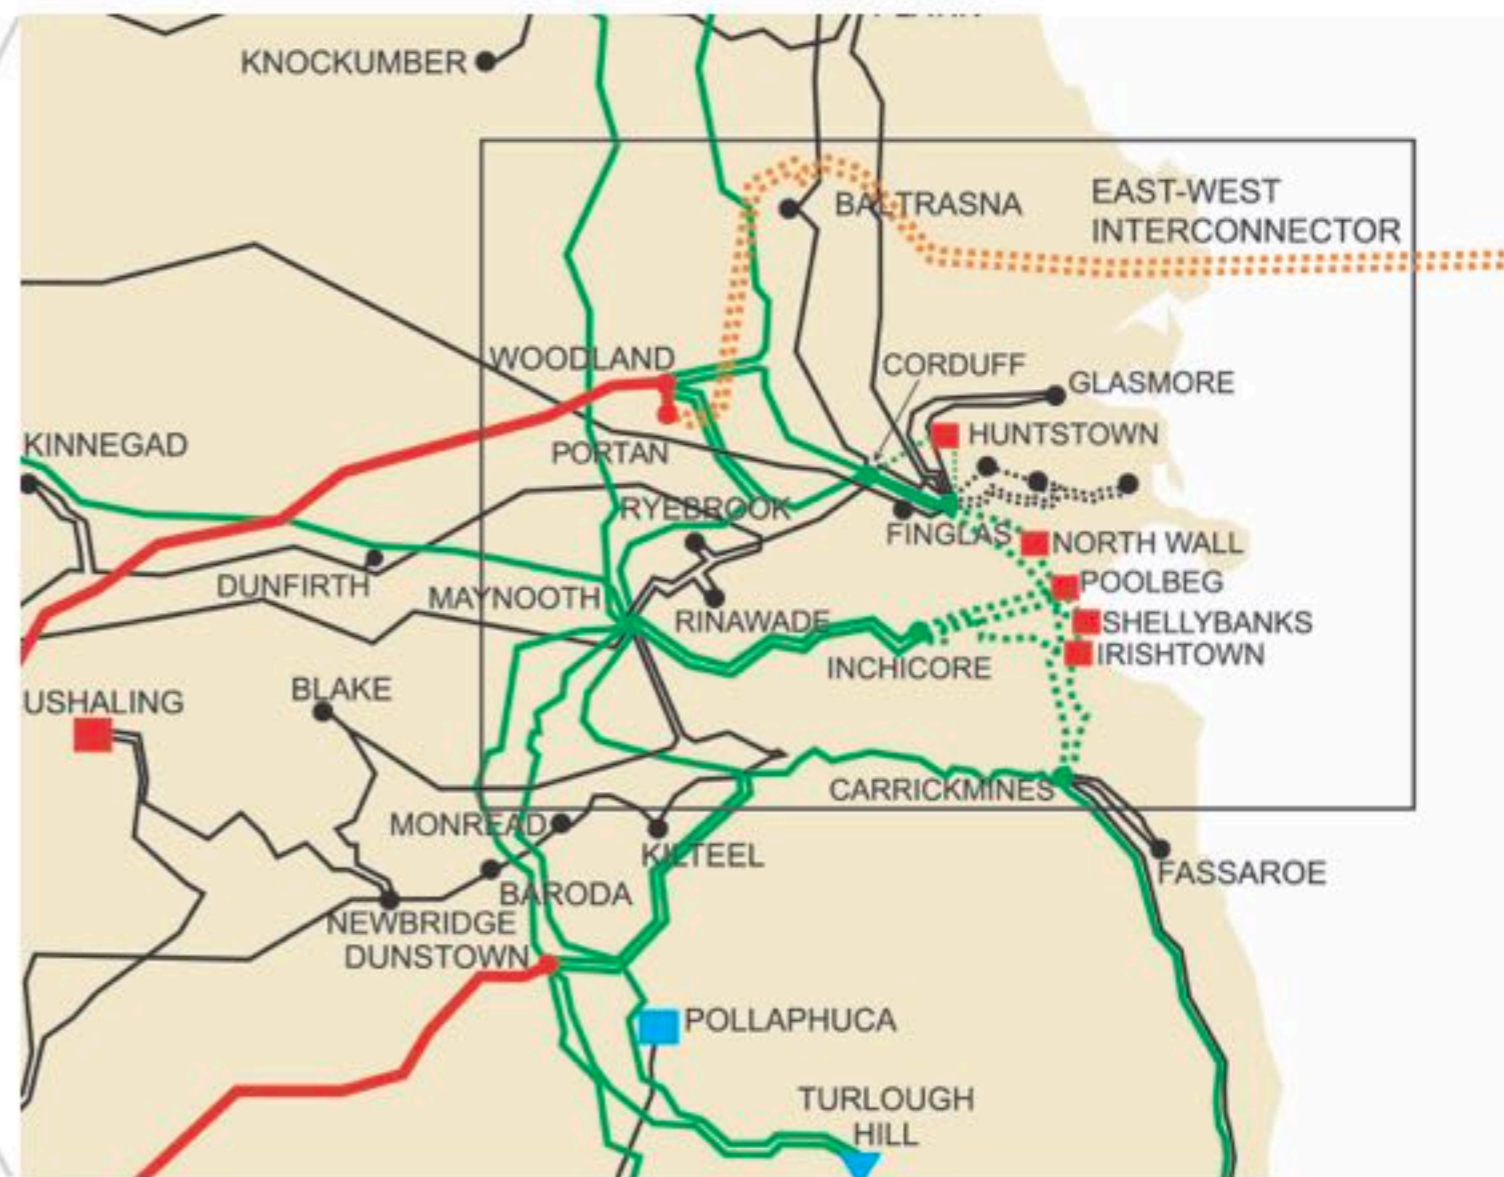 KNOCKUMBER
BALTRASNA
EAST-WEST
INTERCONNECTOR
WOODLAND
CORDUFF
GLASMORE
KINNEGAD
PORTAN
HUNTSTOWN
RYEBROOK
FINGLAS
NORTH WALL
DUNFIRTH
MAYNOOTH
POOLBEG
RINAWADE
SHELLYBANKS
INCHICORE
IRISHTOWN
USHALING
BLAKE
CARRICKMINES
MONREAD
KILTEEL
FASSAROE
BARODA
NEWBRIDGE
DUNSTOWN
POLLAPHUCA
TURLOUGH
HILL